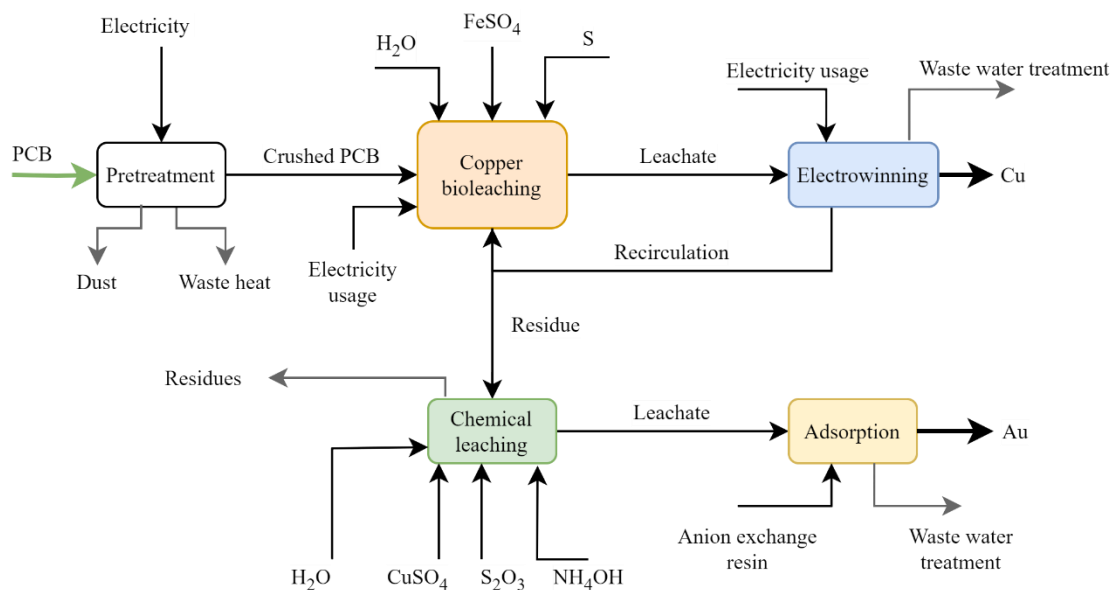 Electricity
FeSO₄
H₂O
S
Electricity usage
Waste water treatment
PCB
Pretreatment
Crushed PCB
Copper
bioleaching
Leachate
Electrowinning
Cu
Dust
Waste heat
Electricity
usage
Recirculation
Residue
Residues
Chemical
leaching
Leachate
Adsorption
Au
H₂O
CuSO₄
S₂O₃
NH₄OH
Anion exchange
resin
Waste water
treatment